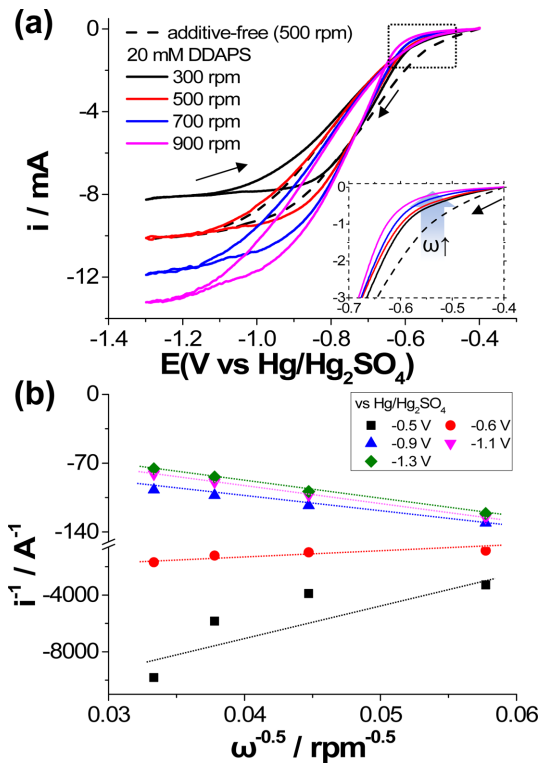 (a)
additive-free (500 rpm)
20 mM DDAPS
300 rpm
500 rpm
700 rpm
900 rpm
0
-4
-8
-12
i / mA
0
-1
-2
-3
-0.7 -0.6 -0.5 -0.4
ω↑
-1.4 -1.2 -1.0 -0.8 -0.6 -0.4
E(V vs Hg/Hg₂SO₄)
(b)
vs Hg/Hg₂SO₄
-0.5 V -0.6 V
-0.9 V -1.1 V
-1.3 V
0
-70
-140
-4000
-8000
i⁻¹ / A⁻¹
0.03 0.04 0.05 0.06
ω⁻⁰·⁵ / rpm⁻⁰·⁵